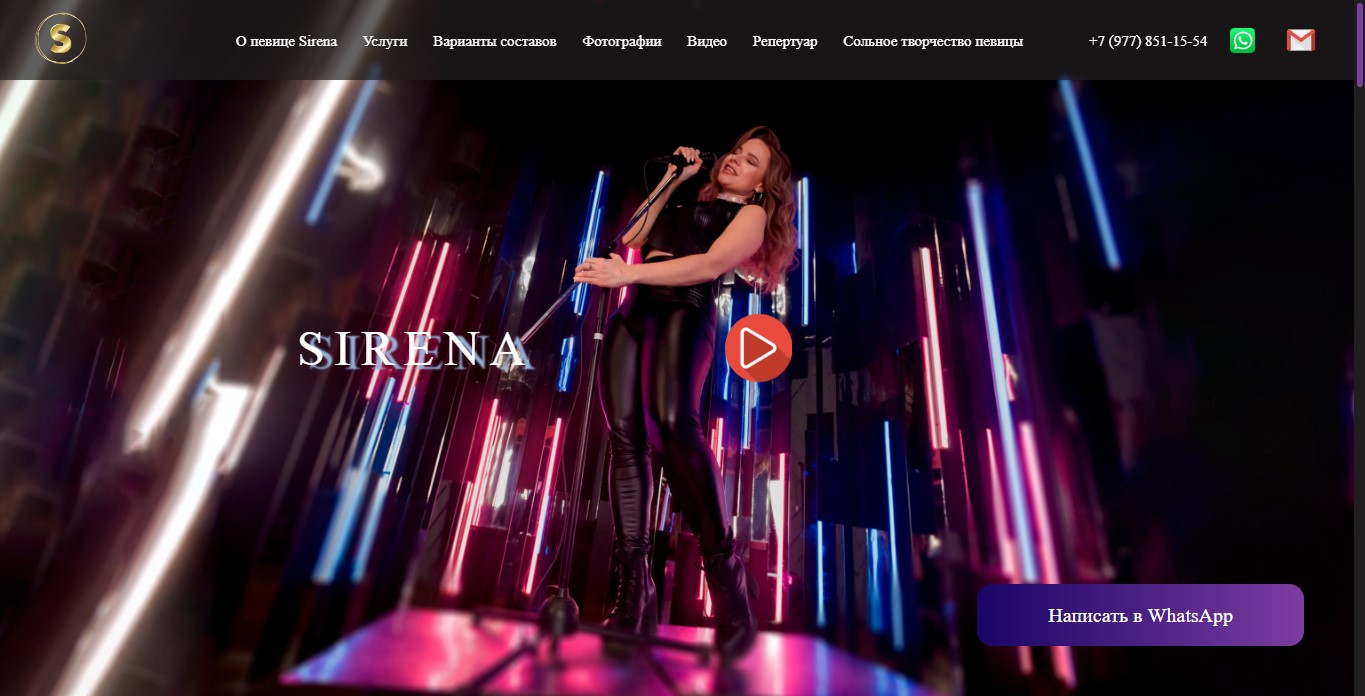 S
О певице Sirena
Услуги
Варианты составов
Фотографии
Видео
Репертуар
Сольное творчество певицы
+7 (977) 851-15-54
SIRENA
Написать в WhatsApp